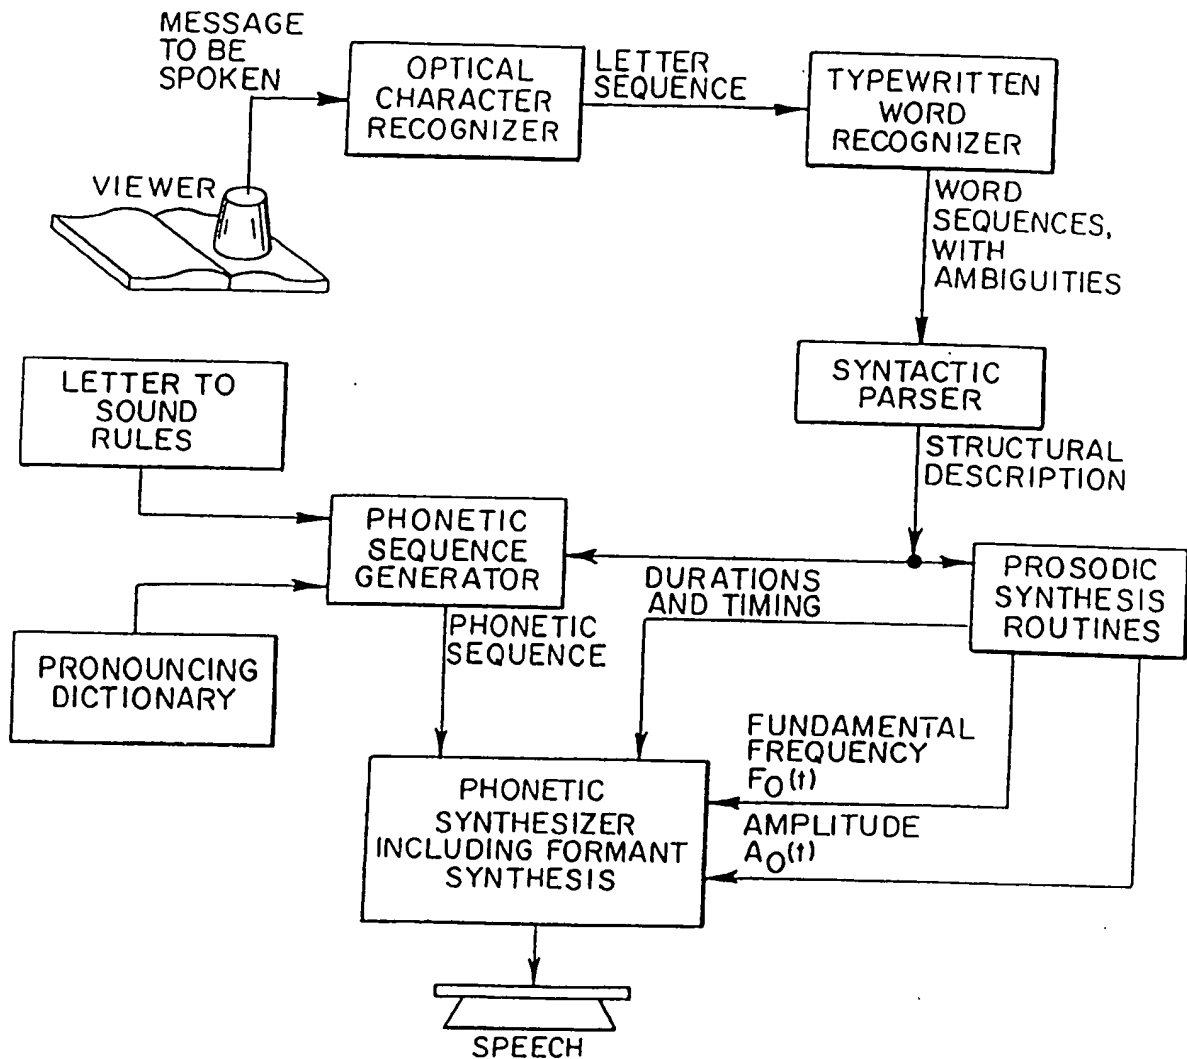 MESSAGE
TO BE
SPOKEN
OPTICAL
CHARACTER
RECOGNIZER
LETTER
SEQUENCE
TYPEWRITTEN
WORD
RECOGNIZER
VIEWER
WORD
SEQUENCES,
WITH
AMBIGUITIES
SYNTACTIC
PARSER
STRUCTURAL
DESCRIPTION
LETTER TO
SOUND
RULES
PHONETIC
SEQUENCE
GENERATOR
DURATIONS
AND TIMING
PROSODIC
SYNTHESIS
ROUTINES
PRONOUNCING
DICTIONARY
PHONETIC
SEQUENCE
FUNDAMENTAL
FREQUENCY
FO(t)
AMPLITUDE
AO(t)
PHONETIC
SYNTHESIZER
INCLUDING FORMANT
SYNTHESIS
SPEECH